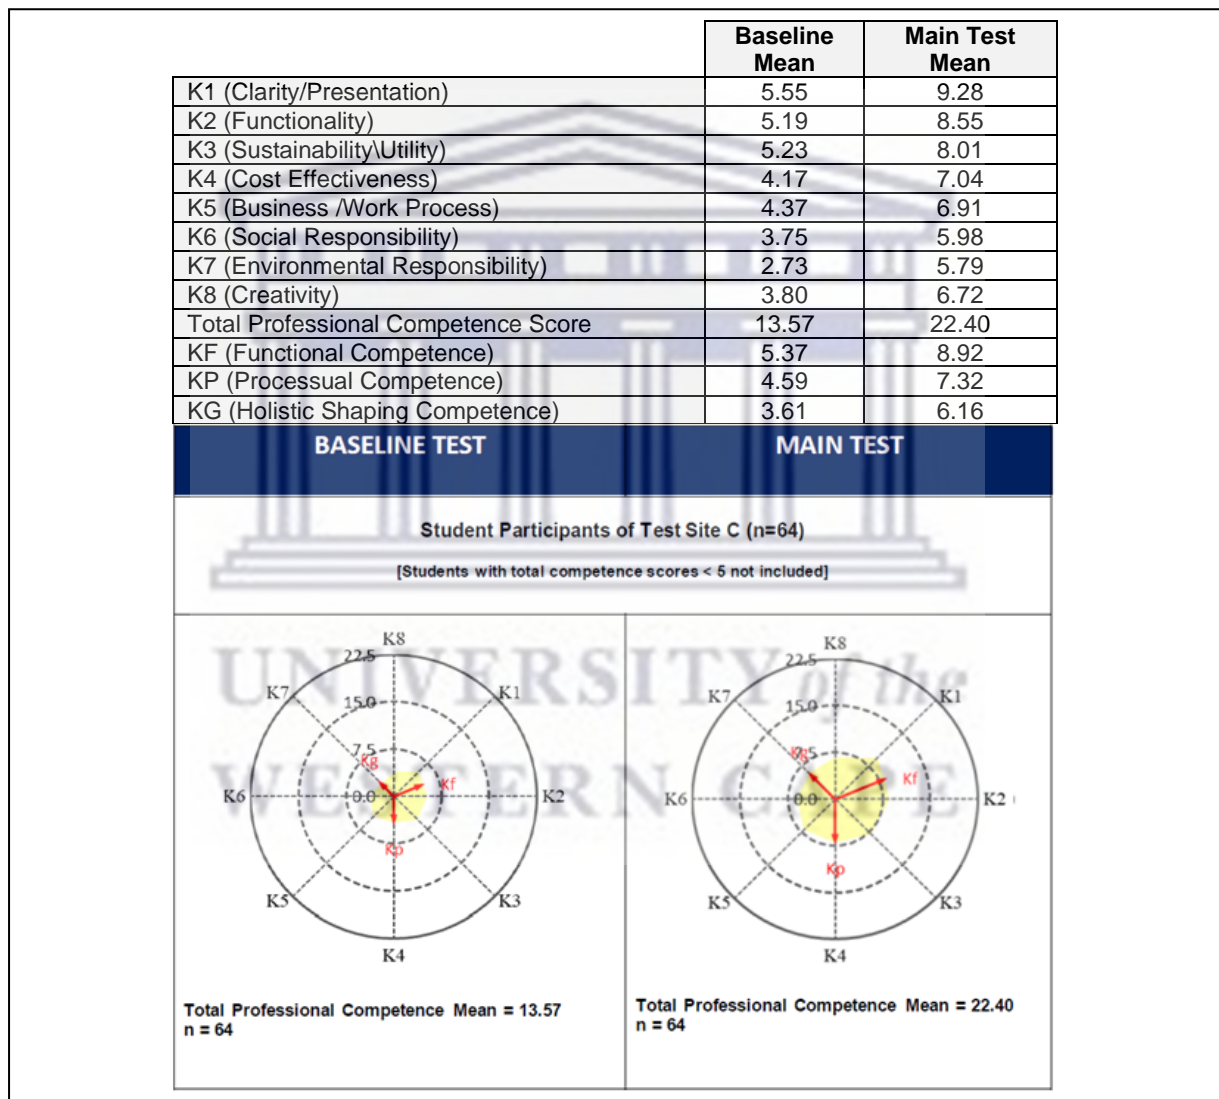 Baseline Mean Main Test Mean
K1 (Clarity/Presentation) 5.55 9.28
K2 (Functionality) 5.19 8.55
K3 (Sustainability\Utility) 5.23 8.01
K4 (Cost Effectiveness) 4.17 7.04
K5 (Business /Work Process) 4.37 6.91
K6 (Social Responsibility) 3.75 5.98
K7 (Environmental Responsibility) 2.73 5.79
K8 (Creativity) 3.80 6.72
Total Professional Competence Score 13.57 22.40
KF (Functional Competence) 5.37 8.92
KP (Processual Competence) 4.59 7.32
KG (Holistic Shaping Competence) 3.61 6.16
BASELINE TEST MAIN TEST
Student Participants of Test Site C (n=64)
[Students with total competence scores < 5 not included]
UNIVERSITY of the
WESTERN CAPE
K8
22.5
K7 K1
15.0
7.5
Kg
Kf
K6 0.0 K2
Kp
K5 K3
K4
Total Professional Competence Mean = 13.57
n = 64
K8
22.5
K7 K1
15.0
7.5
Kg
Kf
K6 0.0 K2
Kp
K5 K3
K4
Total Professional Competence Mean = 22.40
n = 64